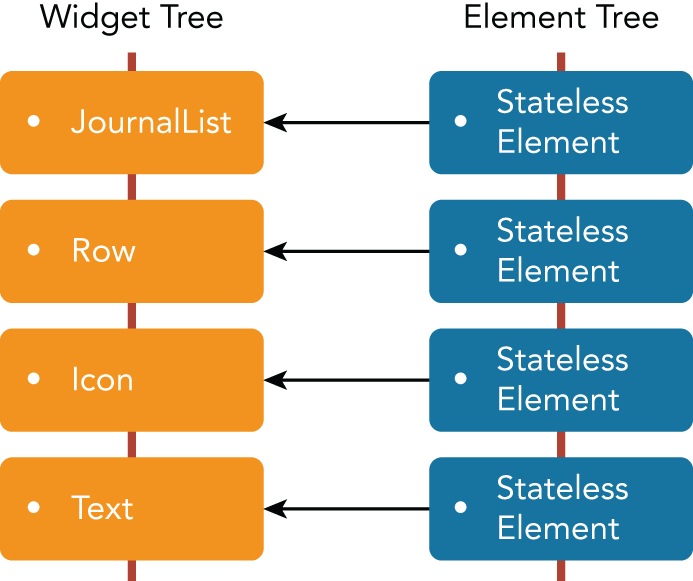 Widget Tree
Element Tree
• JournalList
• Stateless
Element
• Row
• Stateless
Element
• Icon
• Stateless
Element
• Text
• Stateless
Element